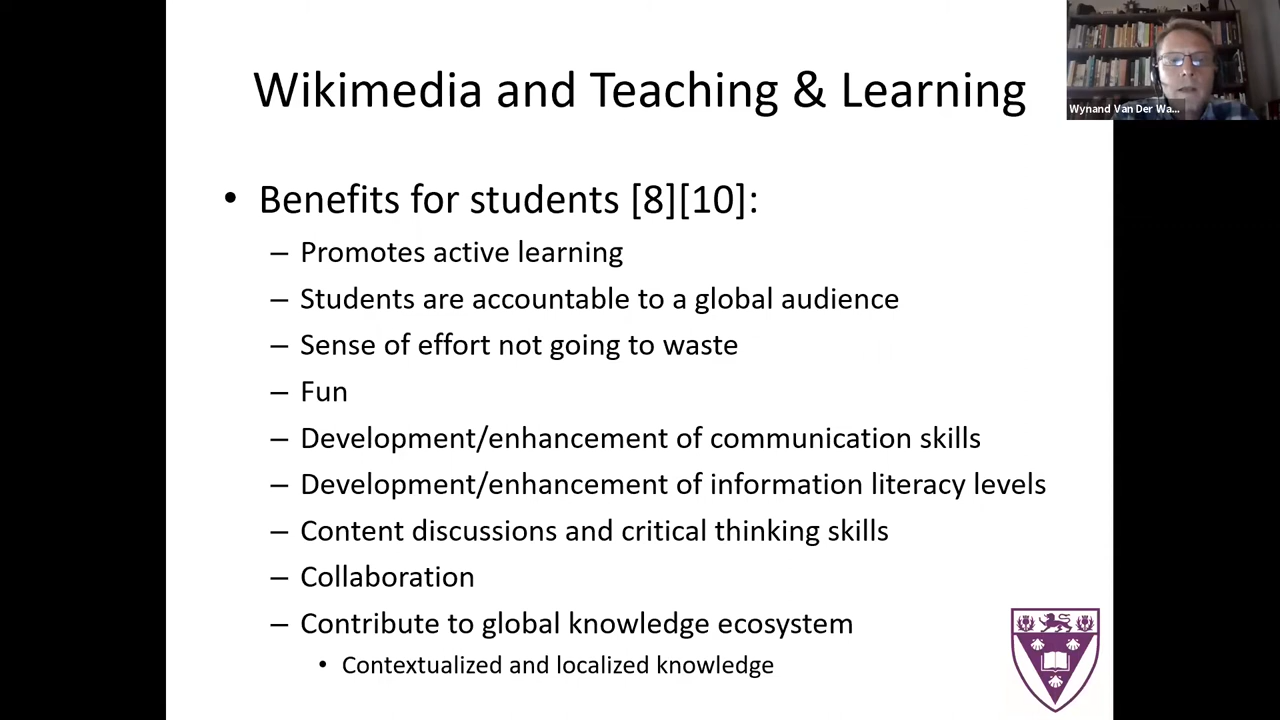 Wikimedia and Teaching & Learning
Wynand Van Der Wa...
• Benefits for students [8][10]:
– Promotes active learning
– Students are accountable to a global audience
– Sense of effort not going to waste
– Fun
– Development/enhancement of communication skills
– Development/enhancement of information literacy levels
– Content discussions and critical thinking skills
– Collaboration
– Contribute to global knowledge ecosystem
• Contextualized and localized knowledge